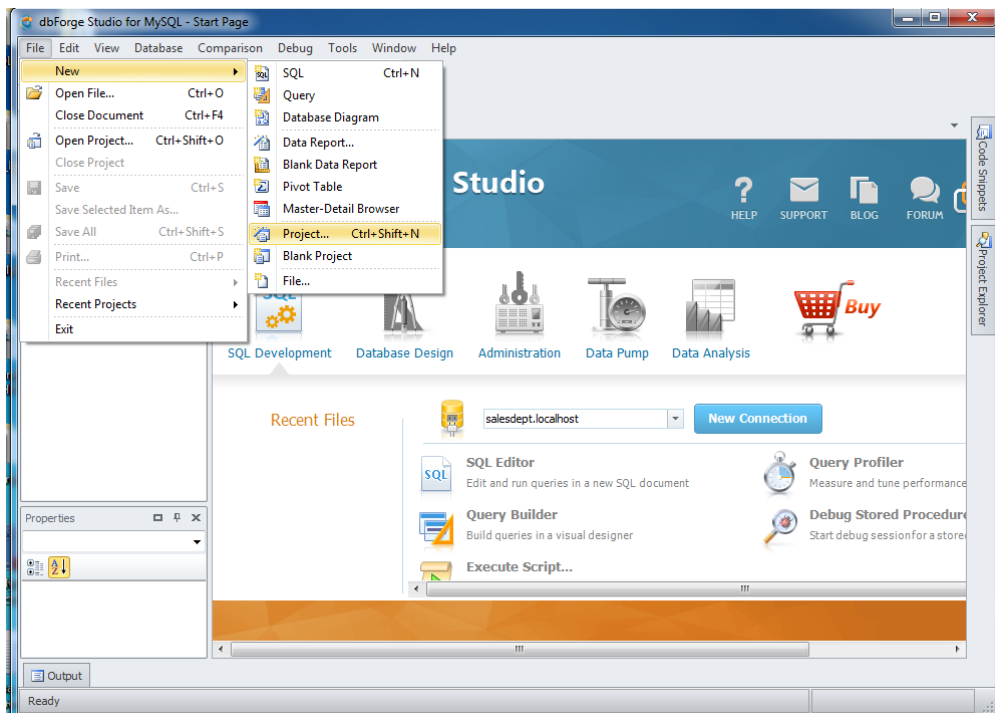 dbForge Studio for MySQL - Start Page
File Edit View Database Comparison Debug Tools Window Help
New
Open File... Ctrl+O
Close Document Ctrl+F4
Open Project... Ctrl+Shift+O
Close Project
Save Ctrl+S
Save Selected Item As...
Save All Ctrl+Shift+S
Print... Ctrl+P
Recent Files
Recent Projects
Exit
SQL Ctrl+N
Query
Database Diagram
Data Report...
Blank Data Report
Pivot Table
Master-Detail Browser
Project... Ctrl+Shift+N
Blank Project
File...
Studio
HELP SUPPORT BLOG FORUM
Code Snippets
Project Explorer
SQL
Buy
SQL Development Database Design Administration Data Pump Data Analysis
Recent Files
salesdept.localhost New Connection
SQL
SQL Editor
Edit and run queries in a new SQL document
Query Profiler
Measure and tune performance
Query Builder
Build queries in a visual designer
Debug Stored Procedure
Start debug session for a store
Execute Script...
Properties
Output
Ready